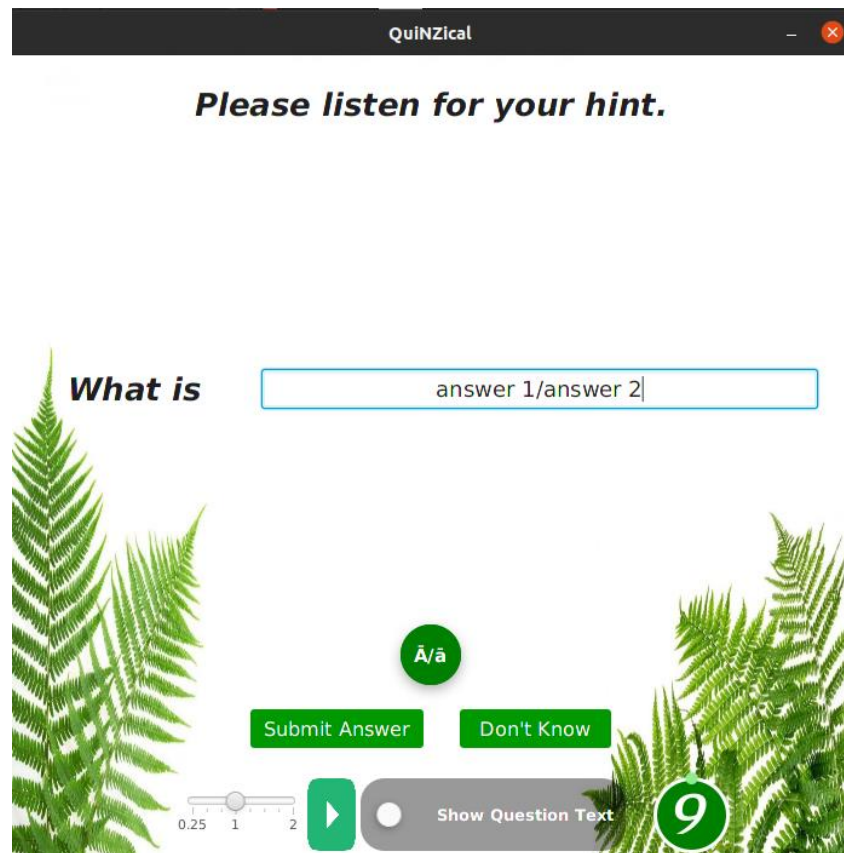 QuiNZical
Please listen for your hint.
What is answer 1/answer 2
Ā/ā
Submit Answer Don't Know
0.25 1 2 Show Question Text 9